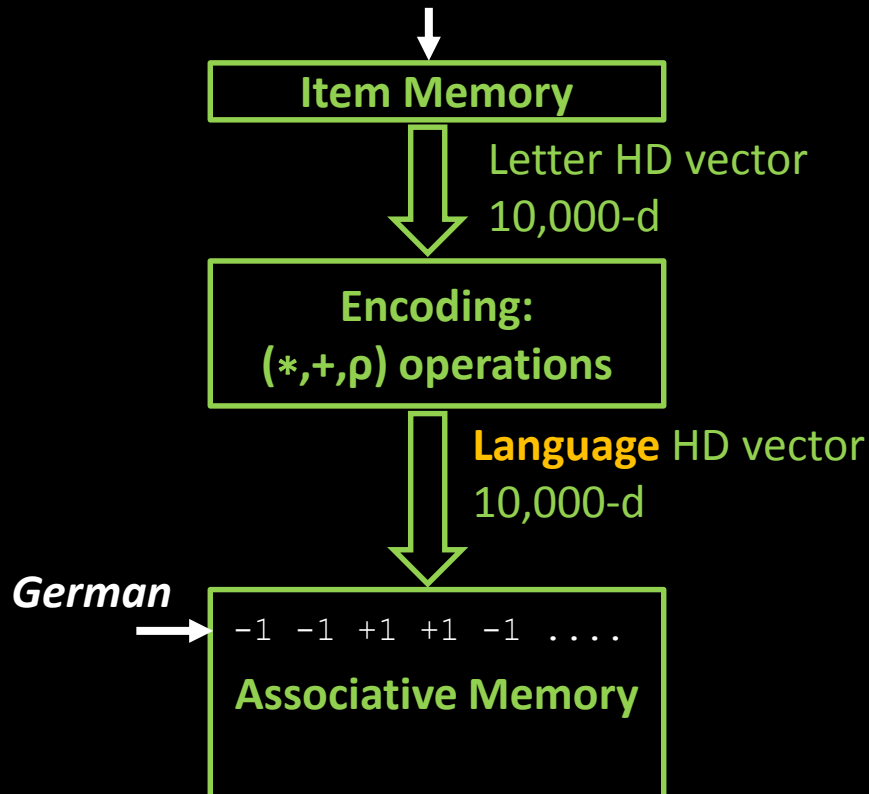 Item Memory
Letter HD vector
10,000-d
Encoding:
(*,+,ρ) operations
Language HD vector
10,000-d
German
-1 -1 +1 +1 -1 ....
Associative Memory